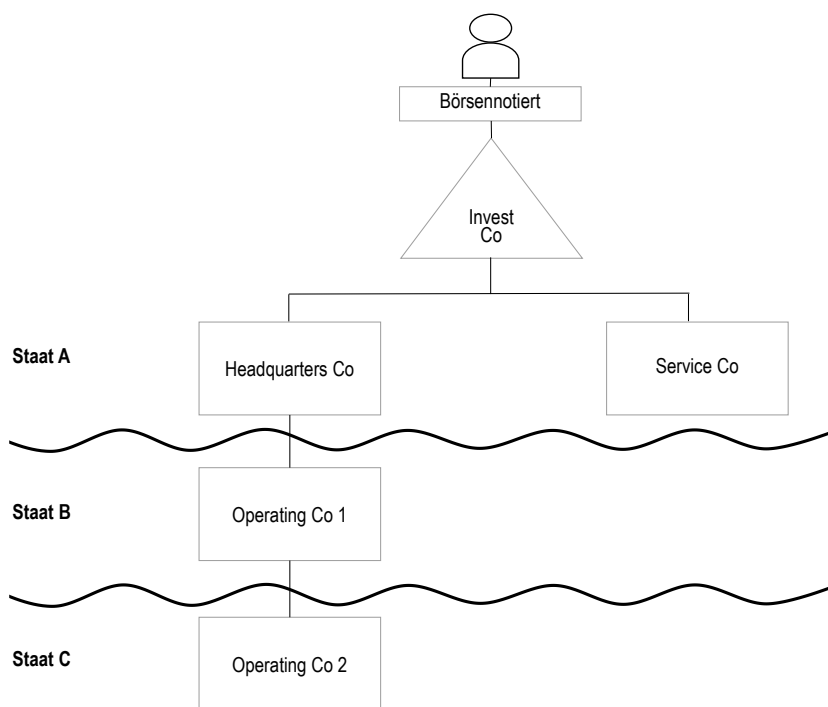 Börsennotiert
Invest
Co
Staat A
Headquarters Co
Service Co
Staat B
Operating Co 1
Staat C
Operating Co 2